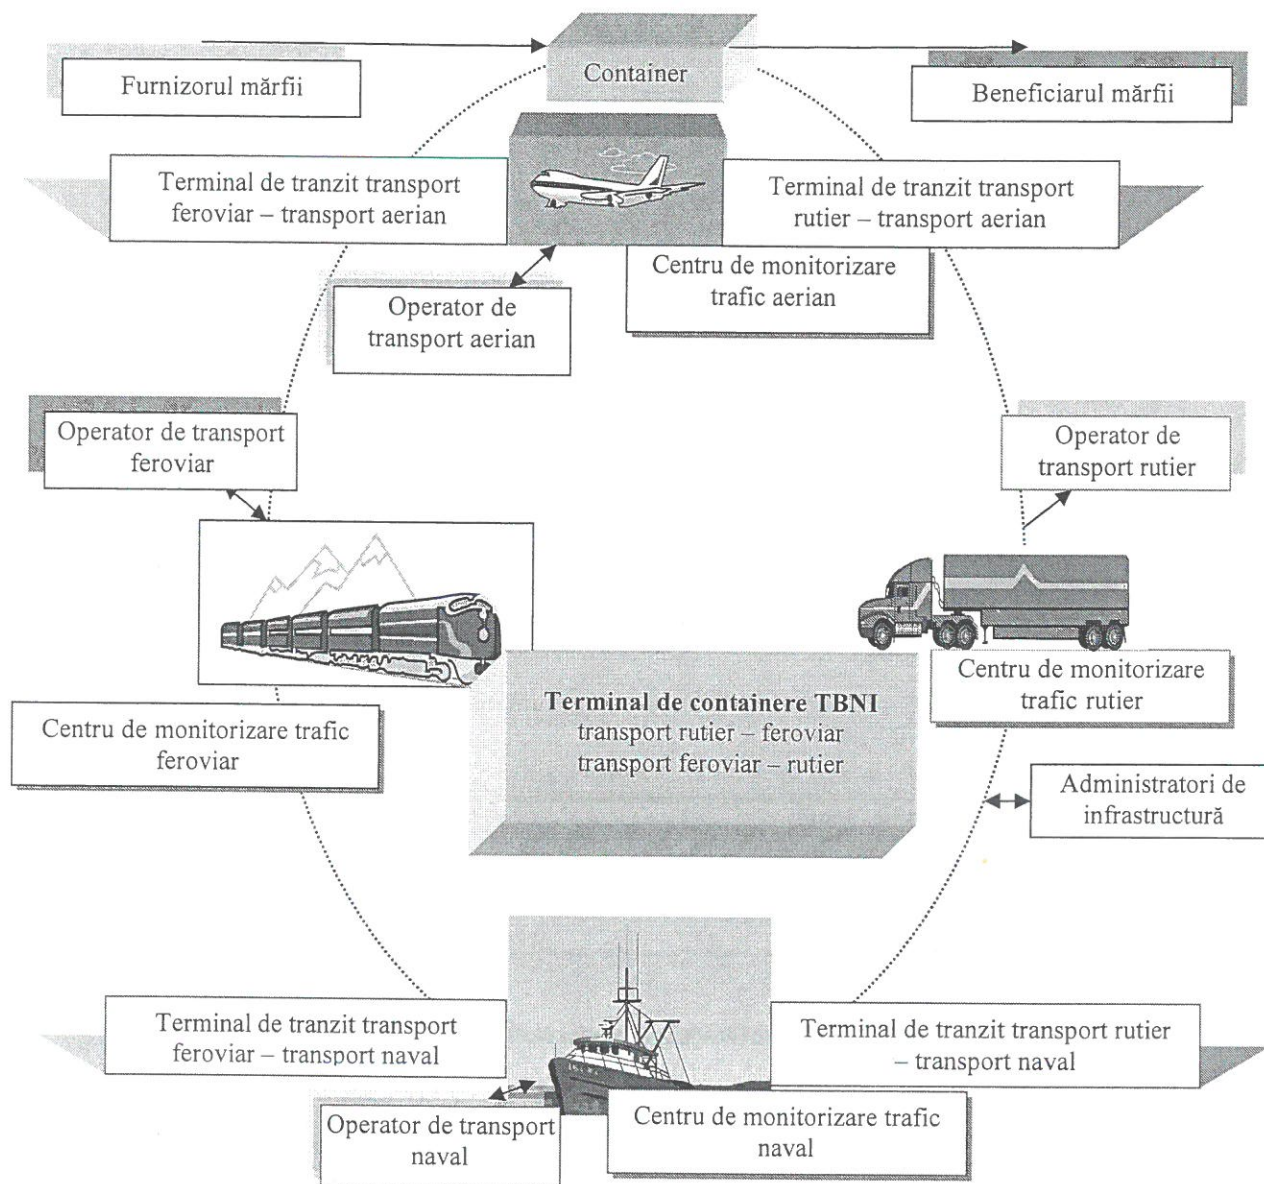 Container
Furnizorul mărfii
Beneficiarul mărfii
Terminal de tranzit transport
feroviar – transport aerian
Terminal de tranzit transport
rutier – transport aerian
Centru de monitorizare
trafic aerian
Operator de
transport aerian
Operator de transport
feroviar
Operator de
transport rutier
Centru de monitorizare
trafic rutier
Terminal de containere TBNI
transport rutier – feroviar
transport feroviar – rutier
Centru de monitorizare trafic
feroviar
Administratori de
infrastructură
Terminal de tranzit transport
feroviar – transport naval
Terminal de tranzit transport rutier
– transport naval
Operator de transport
naval
Centru de monitorizare trafic
naval